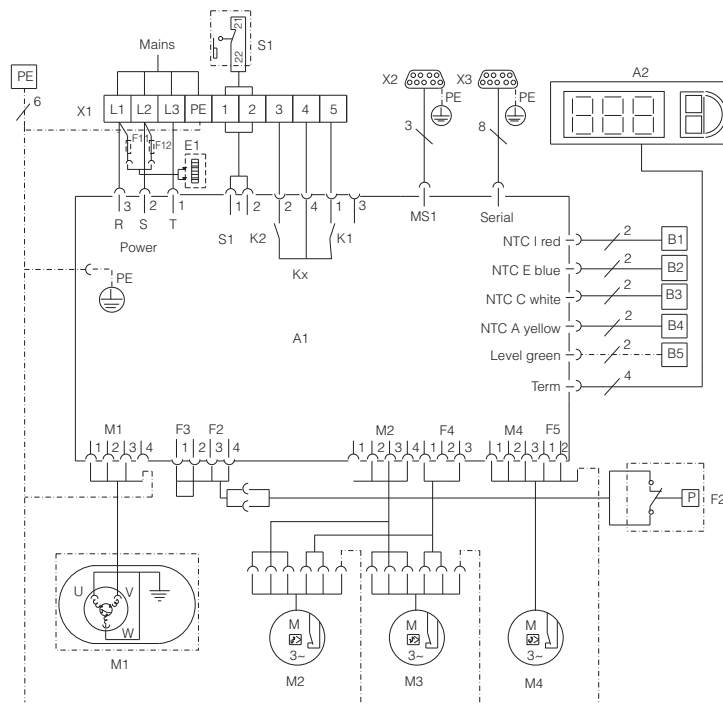 21
22
S1
Mains
PE
6
X1 L1 L2 L3 PE 1 2 3 4 5
F11 F12 E1
X2 X3
PE PE
3 8
A2
3 2 1 1 2 2 4 1 3
R S T
S1 K2 K1 MS1 Serial
Power
Kx
PE
A1
NTC I red 2 B1
NTC E blue 2 B2
NTC C white 2 B3
NTC A yellow 2 B4
Level green 2 B5
Term 4
M1 F3 F2 M2 F4 M4 F5
1 2 3 4 1 2 3 4 1 2 3 4 1 2 3 1 2 3 1 2
P F2
U V
W
M1
M
3~
M2
M
3~
M3
M
3~
M4